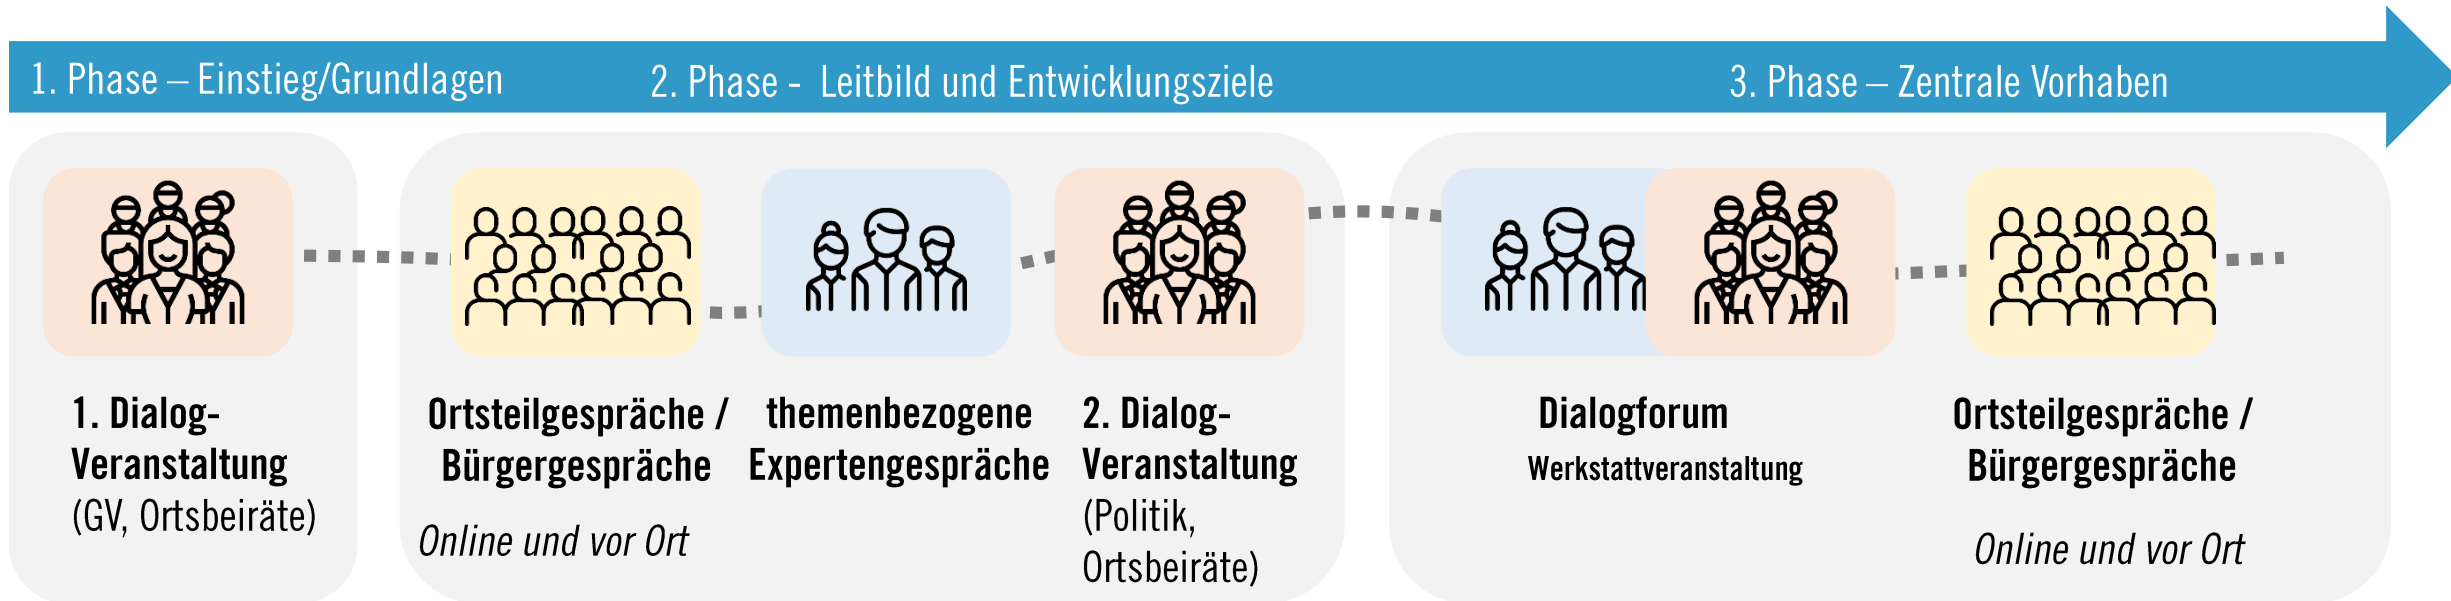 1. Phase – Einstieg/Grundlagen
2. Phase - Leitbild und Entwicklungsziele
3. Phase – Zentrale Vorhaben
1. Dialog-
Veranstaltung
(GV, Ortsbeiräte)
Ortsteilgespräche /
Bürgergespräche
Online und vor Ort
themenbezogene
Expertengespräche
2. Dialog-
Veranstaltung
(Politik,
Ortsbeiräte)
Dialogforum
Werkstattveranstaltung
Ortsteilgespräche /
Bürgergespräche
Online und vor Ort